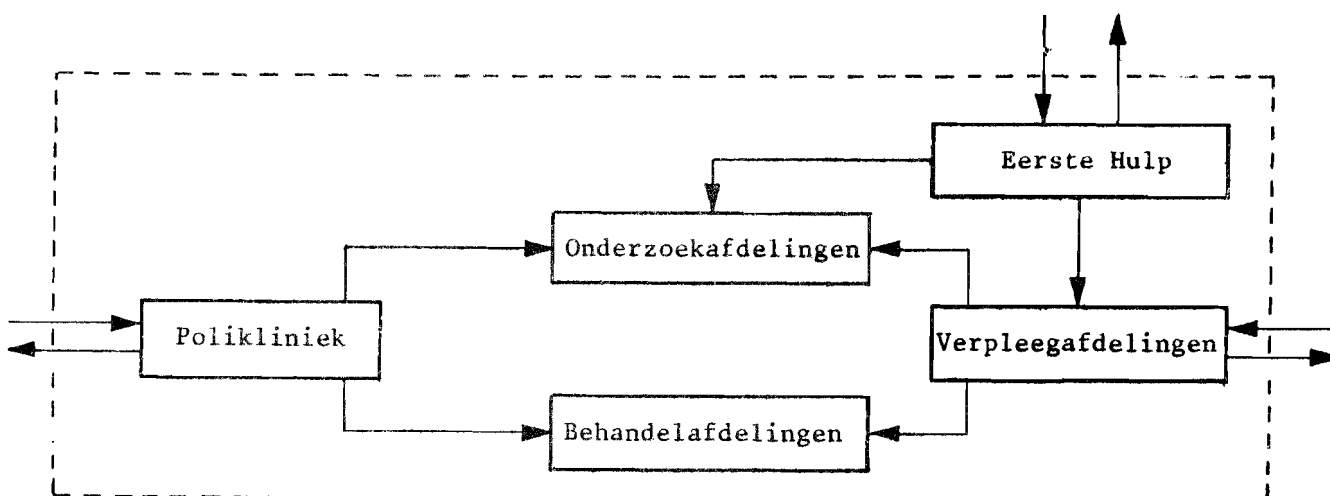 Eerste Hulp
Onderzoekafdelingen
Polikliniek
Verpleegafdelingen
Behandelafdelingen